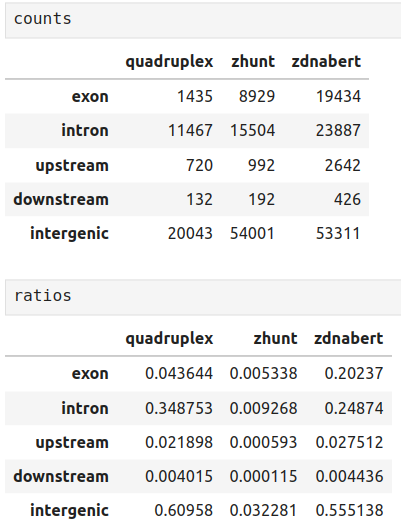 counts
quadruplex zhunt zdnabert
exon 1435 8929 19434
intron 11467 15504 23887
upstream 720 992 2642
downstream 132 192 426
intergenic 20043 54001 53311
ratios
quadruplex zhunt zdnabert
exon 0.043644 0.005338 0.20237
intron 0.348753 0.009268 0.24874
upstream 0.021898 0.000593 0.027512
downstream 0.004015 0.000115 0.004436
intergenic 0.60958 0.032281 0.555138